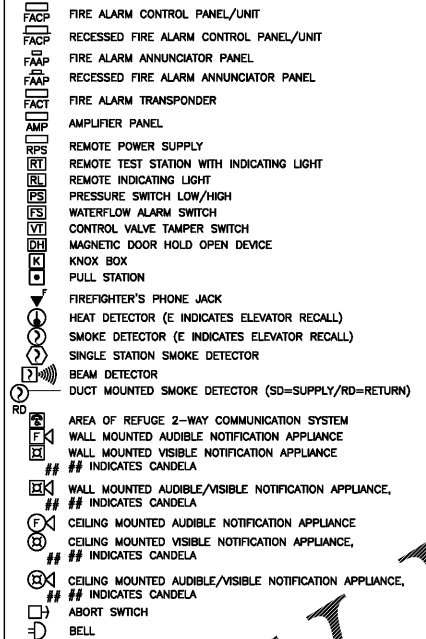 FACP FIRE ALARM CONTROL PANEL/UNIT
FACP RECESSED FIRE ALARM CONTROL PANEL/UNIT
FAAP FIRE ALARM ANNUNCIATOR PANEL
FAAP RECESSED FIRE ALARM ANNUNCIATOR PANEL
FACT FIRE ALARM TRANSPONDER
AMP AMPLIFIER PANEL
RPS REMOTE POWER SUPPLY
RT REMOTE TEST STATION WITH INDICATING LIGHT
RL REMOTE INDICATING LIGHT
PS PRESSURE SWITCH LOW/HIGH
FS WATERFLOW ALARM SWITCH
VT CONTROL VALVE TAMPER SWITCH
DH MAGNETIC DOOR HOLD OPEN DEVICE
K KNOX BOX
PULL STATION
F FIREFIGHTER'S PHONE JACK
HEAT DETECTOR (E INDICATES ELEVATOR RECALL)
SMOKE DETECTOR (E INDICATES ELEVATOR RECALL)
SINGLE STATION SMOKE DETECTOR
BEAM DETECTOR
DUCT MOUNTED SMOKE DETECTOR (SD=SUPPLY/RD=RETURN)
RD
AREA OF REFUGE 2-WAY COMMUNICATION SYSTEM
F WALL MOUNTED AUDIBLE NOTIFICATION APPLIANCE
WALL MOUNTED VISIBLE NOTIFICATION APPLIANCE
## ## INDICATES CANDELA
WALL MOUNTED AUDIBLE/VISIBLE NOTIFICATION APPLIANCE,
## ## INDICATES CANDELA
F CEILING MOUNTED AUDIBLE NOTIFICATION APPLIANCE
CEILING MOUNTED VISIBLE NOTIFICATION APPLIANCE,
## ## INDICATES CANDELA
CEILING MOUNTED AUDIBLE/VISIBLE NOTIFICATION APPLIANCE,
## ## INDICATES CANDELA
ABORT SWTICH
BELL